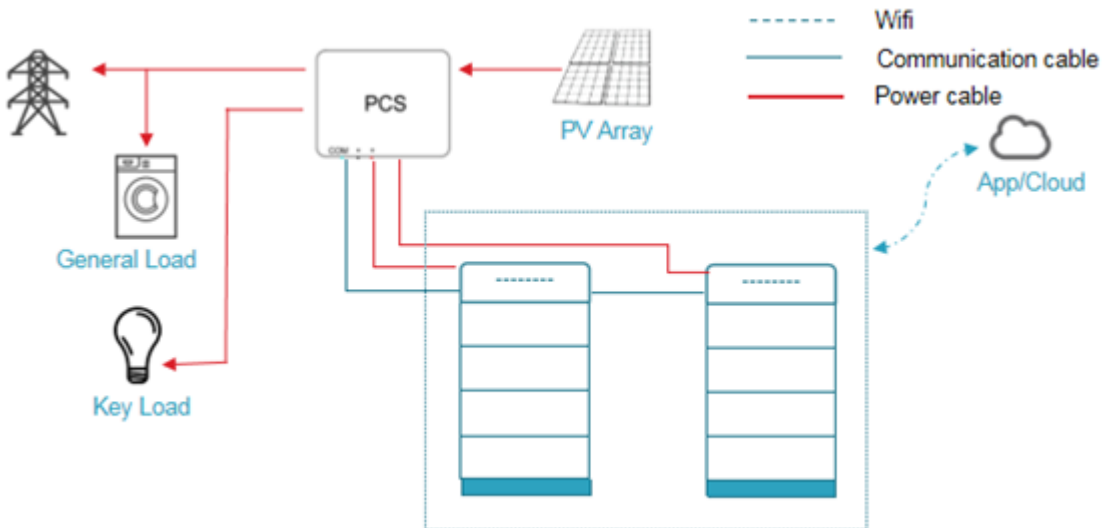 Wifi
Communication cable
Power cable
PCS
COM
PV Array
App/Cloud
General Load
Key Load